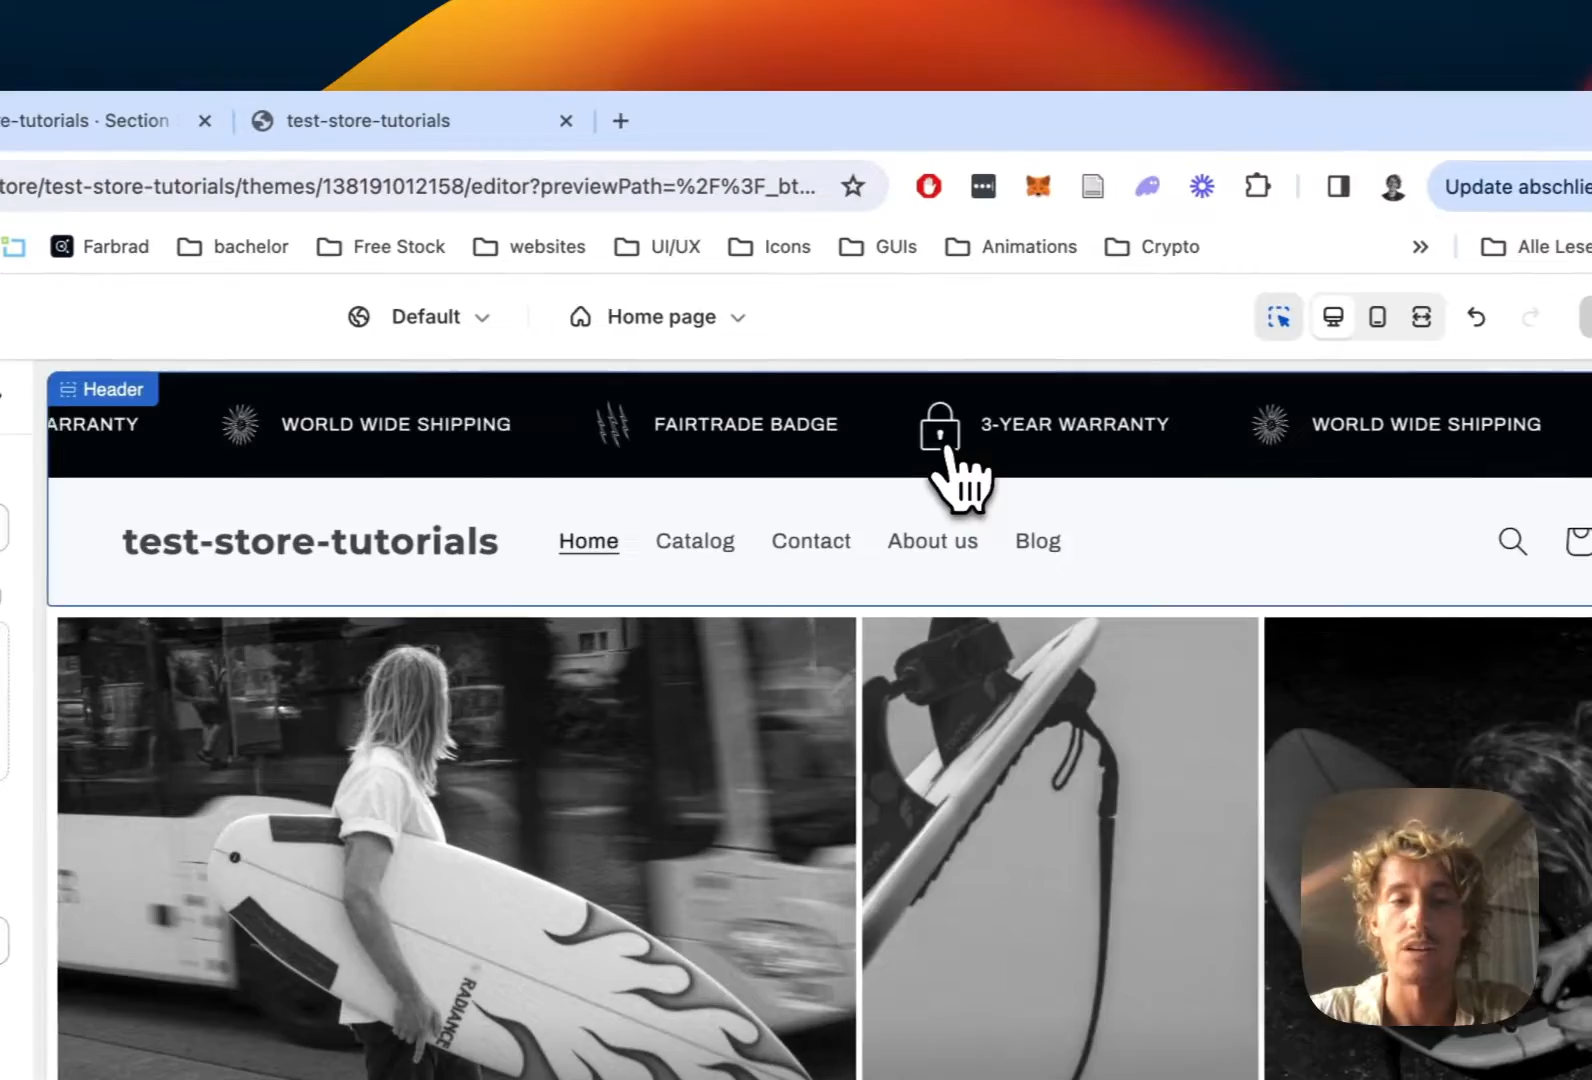 e-tutorials · Section
test-store-tutorials
tore/test-store-tutorials/themes/138191012158/editor?previewPath=%2F%3F_bt...
Update abschlie
Farbrad
bachelor
Free Stock
websites
UI/UX
Icons
GUIs
Animations
Crypto
Alle Lese
Default
Home page
Header
ARRANTY
WORLD WIDE SHIPPING
FAIRTRADE BADGE
3-YEAR WARRANTY
WORLD WIDE SHIPPING
test-store-tutorials
Home
Catalog
Contact
About us
Blog
RADIANCE